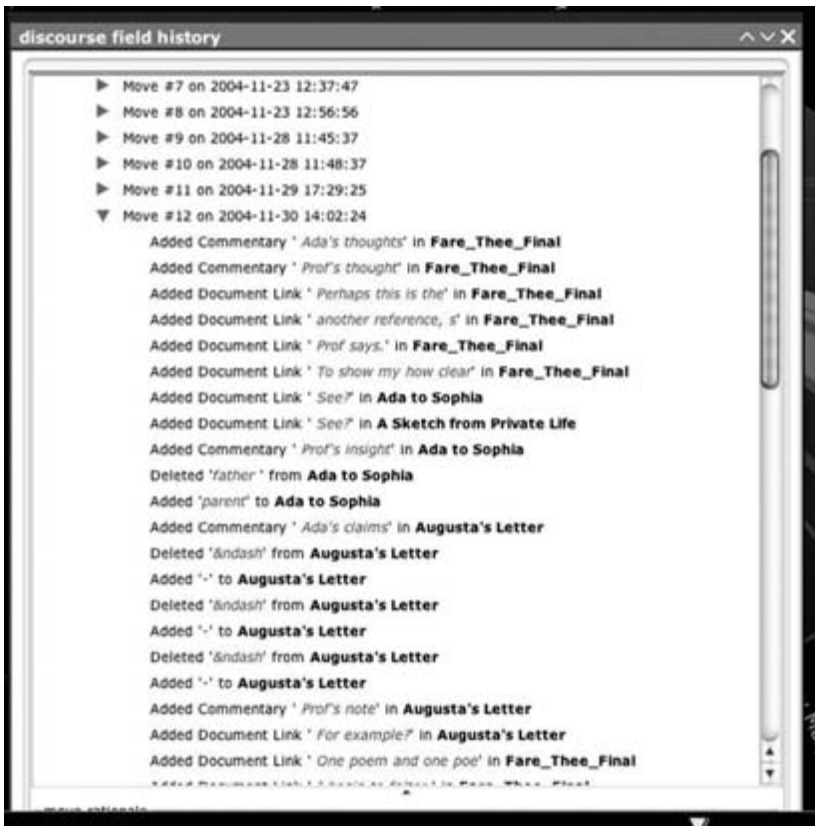 discourse field history
Move #7 on 2004-11-23 12:37:47
Move #8 on 2004-11-23 12:56:56
Move #9 on 2004-11-28 11:45:37
Move #10 on 2004-11-28 11:48:37
Move #11 on 2004-11-29 17:29:25
Move #12 on 2004-11-30 14:02:24
Added Commentary ' Ada's thoughts' in Fare_Thee_Final
Added Commentary ' Prof's thought' in Fare_Thee_Final
Added Document Link ' Perhaps this is the' in Fare_Thee_Final
Added Document Link ' another reference, s' in Fare_Thee_Final
Added Document Link ' Prof says.' in Fare_Thee_Final
Added Document Link ' To show my how clear' in Fare_Thee_Final
Added Document Link ' See?' in Ada to Sophia
Added Document Link ' See?' in A Sketch from Private Life
Added Commentary ' Prof's insight' in Ada to Sophia
Deleted 'father ' from Ada to Sophia
Added 'parent' to Ada to Sophia
Added Commentary ' Ada's claims' in Augusta's Letter
Deleted '&ndash' from Augusta's Letter
Added '-' to Augusta's Letter
Deleted '&ndash' from Augusta's Letter
Added '-' to Augusta's Letter
Deleted '&ndash' from Augusta's Letter
Added '-' to Augusta's Letter
Added Commentary ' Prof's note' in Augusta's Letter
Added Document Link ' For example?' in Augusta's Letter
Added Document Link ' One poem and one poe' in Fare_Thee_Final